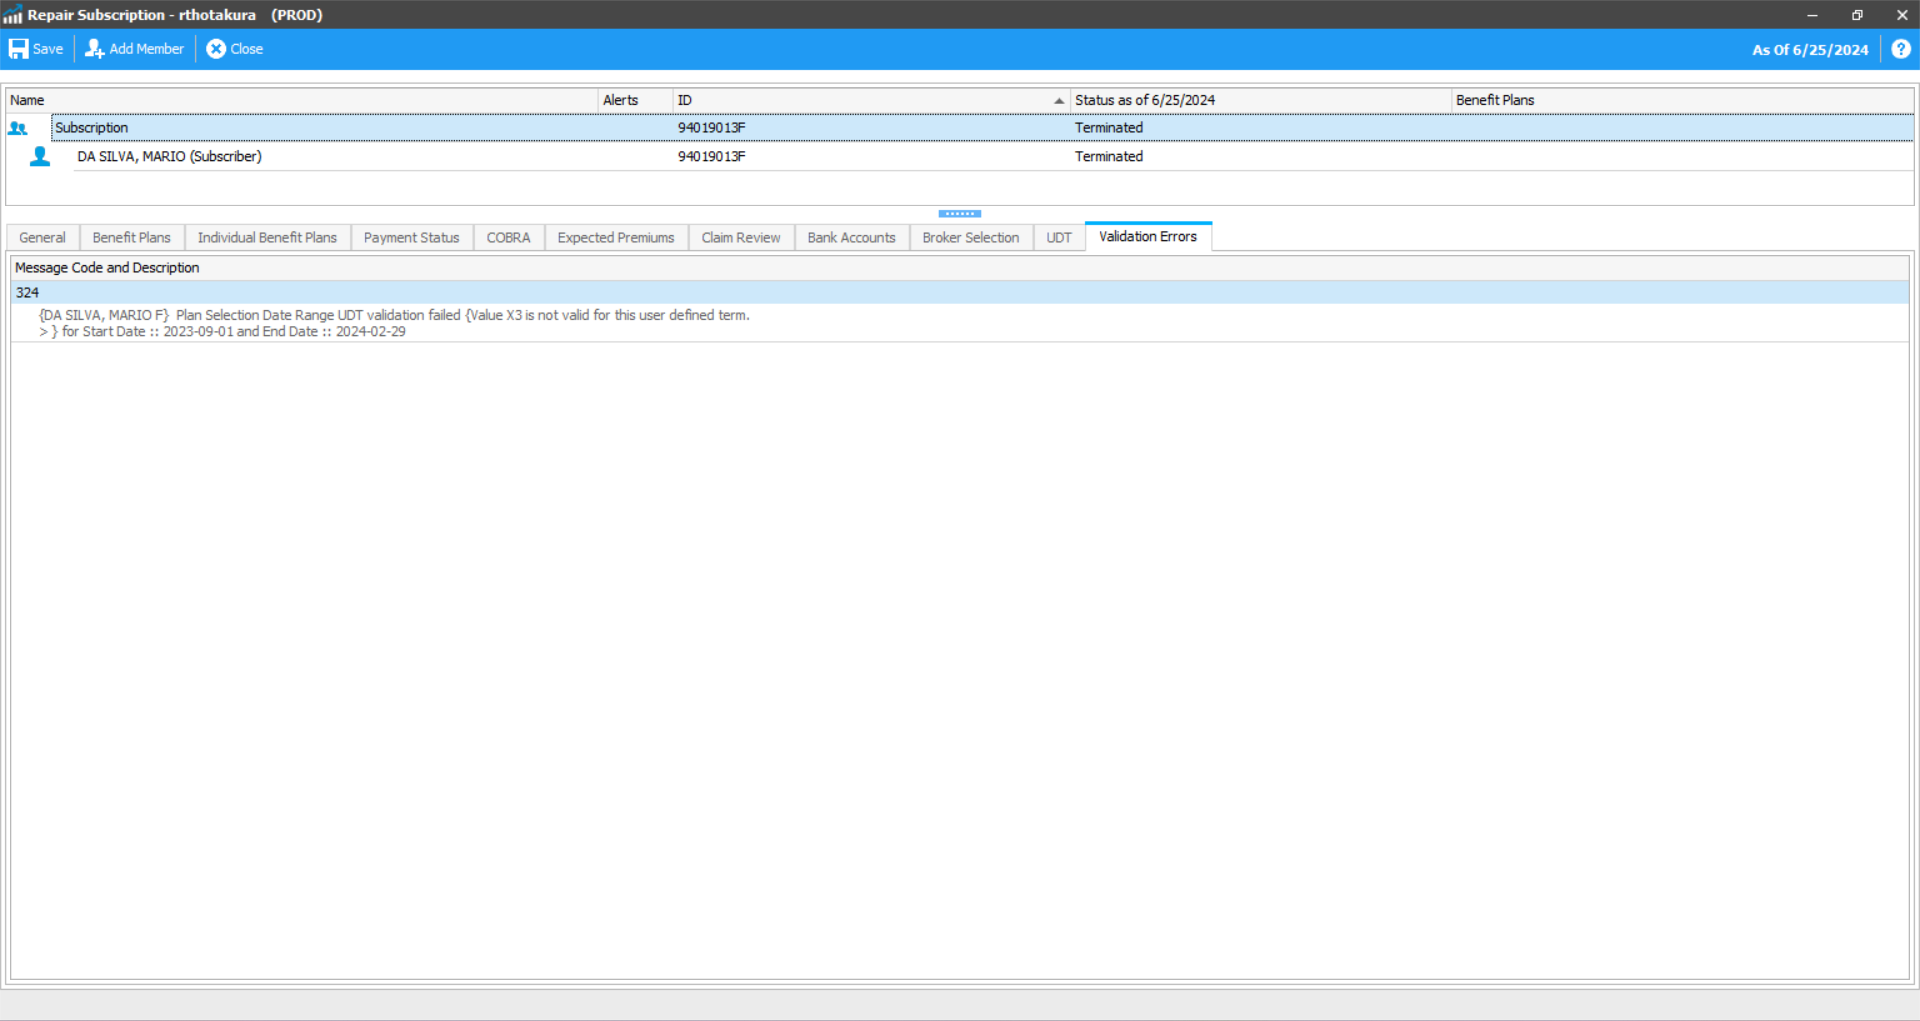 Repair Subscription - rthotakura (PROD)
Save Add Member Close As Of 6/25/2024 ?
Name Alerts ID Status as of 6/25/2024 Benefit Plans
Subscription 94019013F Terminated
DA SILVA, MARIO (Subscriber) 94019013F Terminated
General Benefit Plans Individual Benefit Plans Payment Status COBRA Expected Premiums Claim Review Bank Accounts Broker Selection UDT Validation Errors
Message Code and Description
324
{DA SILVA, MARIO F} Plan Selection Date Range UDT validation failed {Value X3 is not valid for this user defined term.
> } for Start Date :: 2023-09-01 and End Date :: 2024-02-29